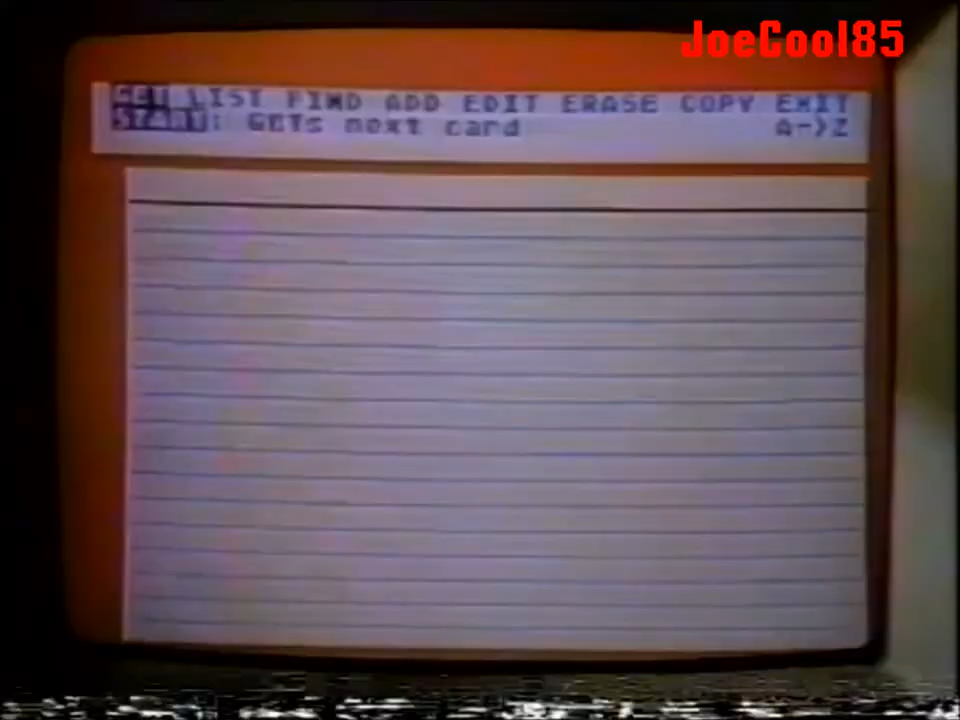 JoeCool85
GET LIST FIND ADD EDIT ERASE COPY EXIT
START: GETs next card A->Z